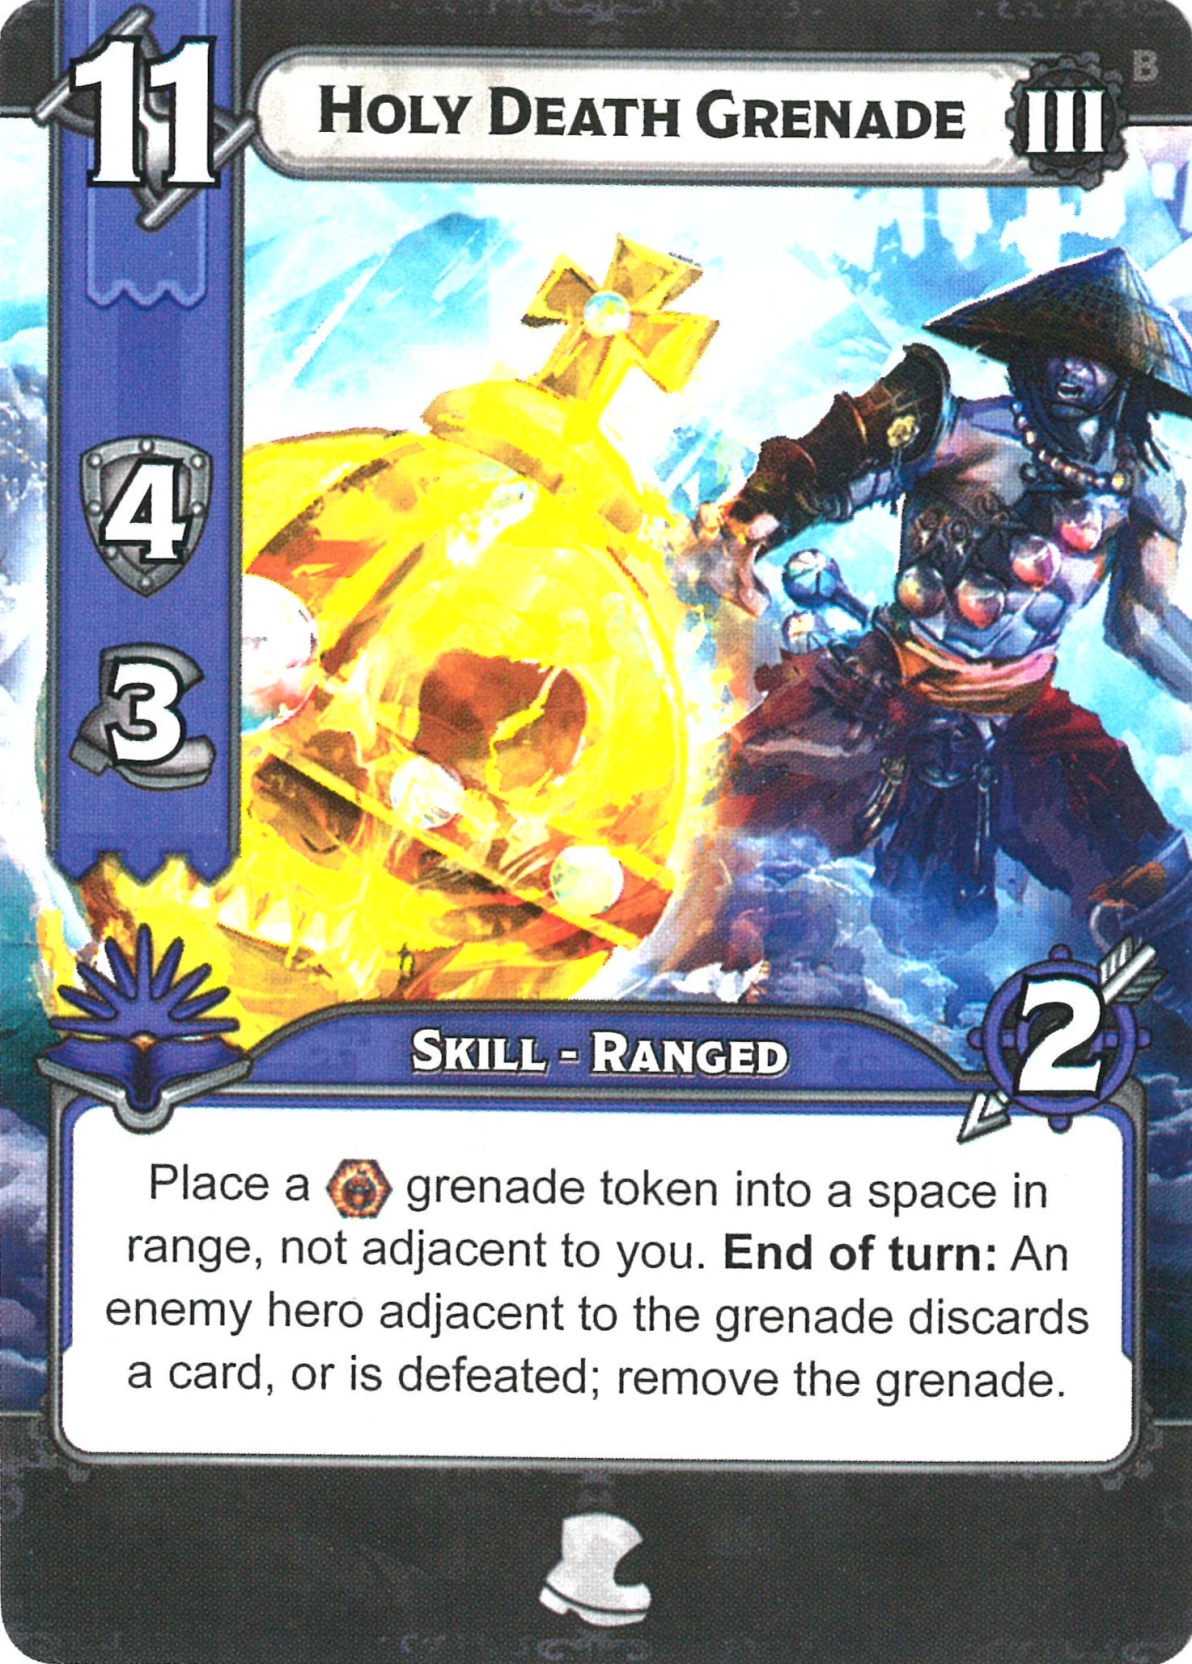 11
HOLY DEATH GRENADE
III
B
4
3
SKILL - RANGED
2
Place a grenade token into a space in
range, not adjacent to you. End of turn: An
enemy hero adjacent to the grenade discards
a card, or is defeated; remove the grenade.